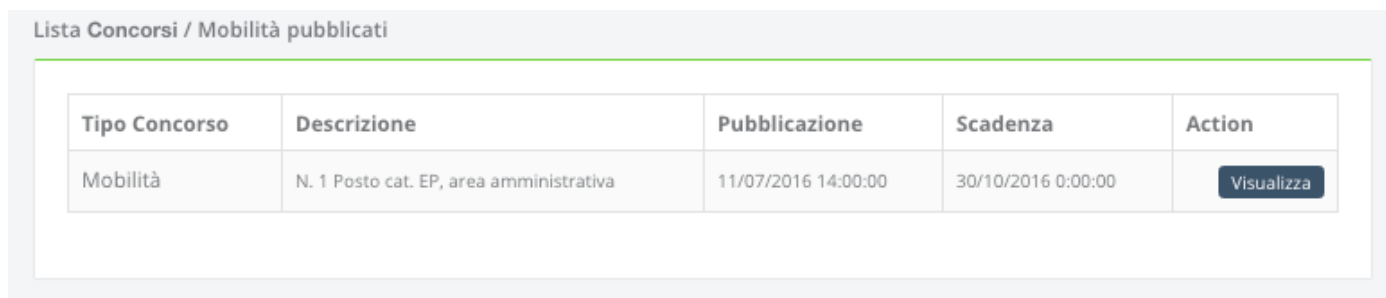 Lista Concorsi / Mobilità pubblicati
Tipo Concorso Descrizione Pubblicazione Scadenza Action
Mobilità N. 1 Posto cat. EP, area amministrativa 11/07/2016 14:00:00 30/10/2016 0:00:00 Visualizza